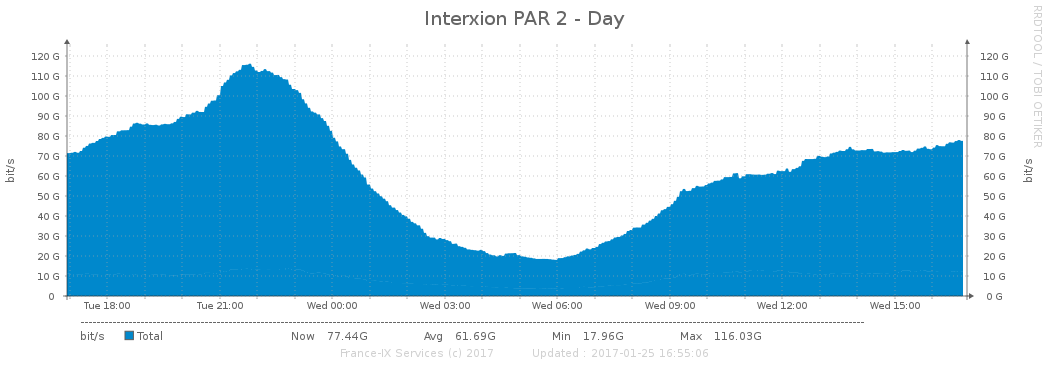 Interxion PAR 2 - Day
RRDTOOL / TOBI OETIKER
120 G 120 G
110 G 110 G
100 G 100 G
90 G 90 G
80 G 80 G
70 G 70 G
60 G 60 G
50 G 50 G
40 G 40 G
30 G 30 G
20 G 20 G
10 G 10 G
0 0 G
bit/s
bit/s
Tue 18:00 Tue 21:00 Wed 00:00 Wed 03:00 Wed 06:00 Wed 09:00 Wed 12:00 Wed 15:00
bit/s Total Now 77.44G Avg 61.69G Min 17.96G Max 116.03G
France-IX Services (c) 2017 Updated : 2017-01-25 16:55:06